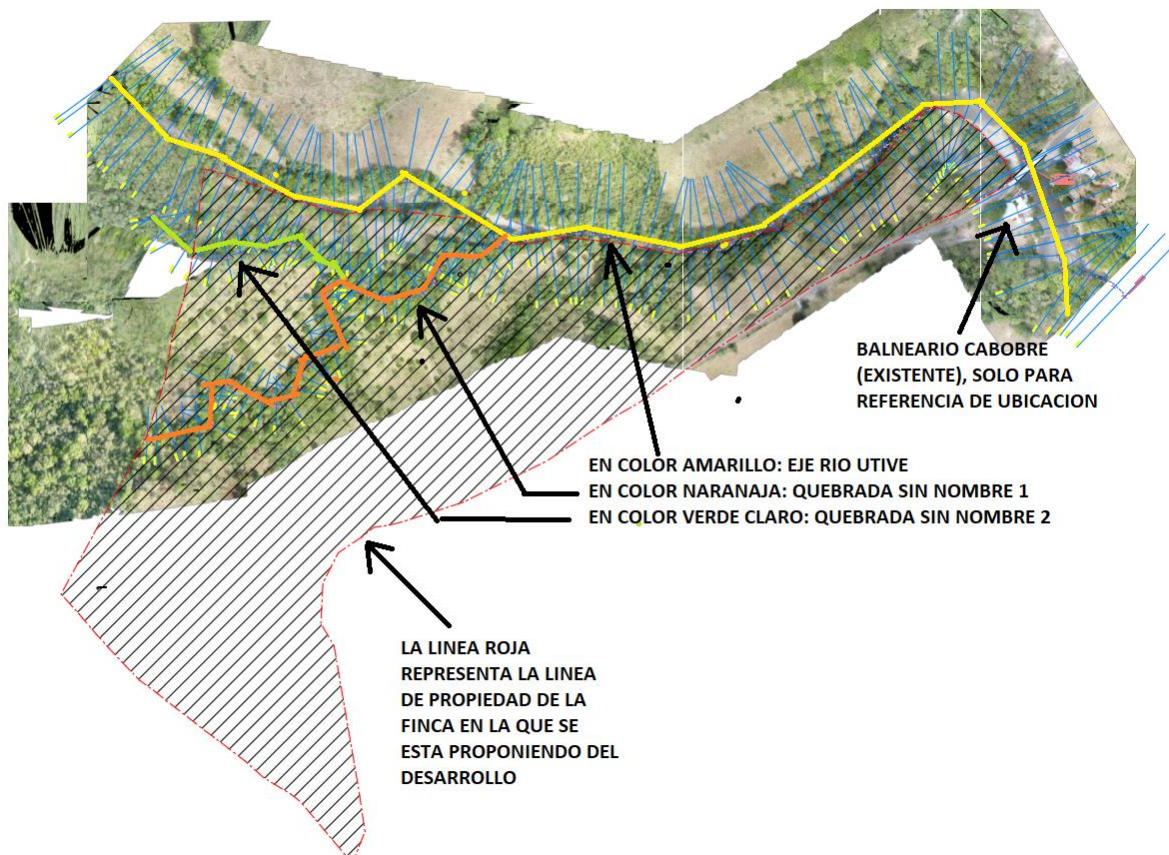 BALNEARIO CABOBRE
(EXISTENTE), SOLO PARA
REFERENCIA DE UBICACION
EN COLOR AMARILLO: EJE RIO UTIVE
EN COLOR NARANAJA: QUEBRADA SIN NOMBRE 1
EN COLOR VERDE CLARO: QUEBRADA SIN NOMBRE 2
LA LINEA ROJA
REPRESENTA LA LINEA
DE PROPIEDAD DE LA
FINCA EN LA QUE SE
ESTA PROPONIENDO DEL
DESARROLLO